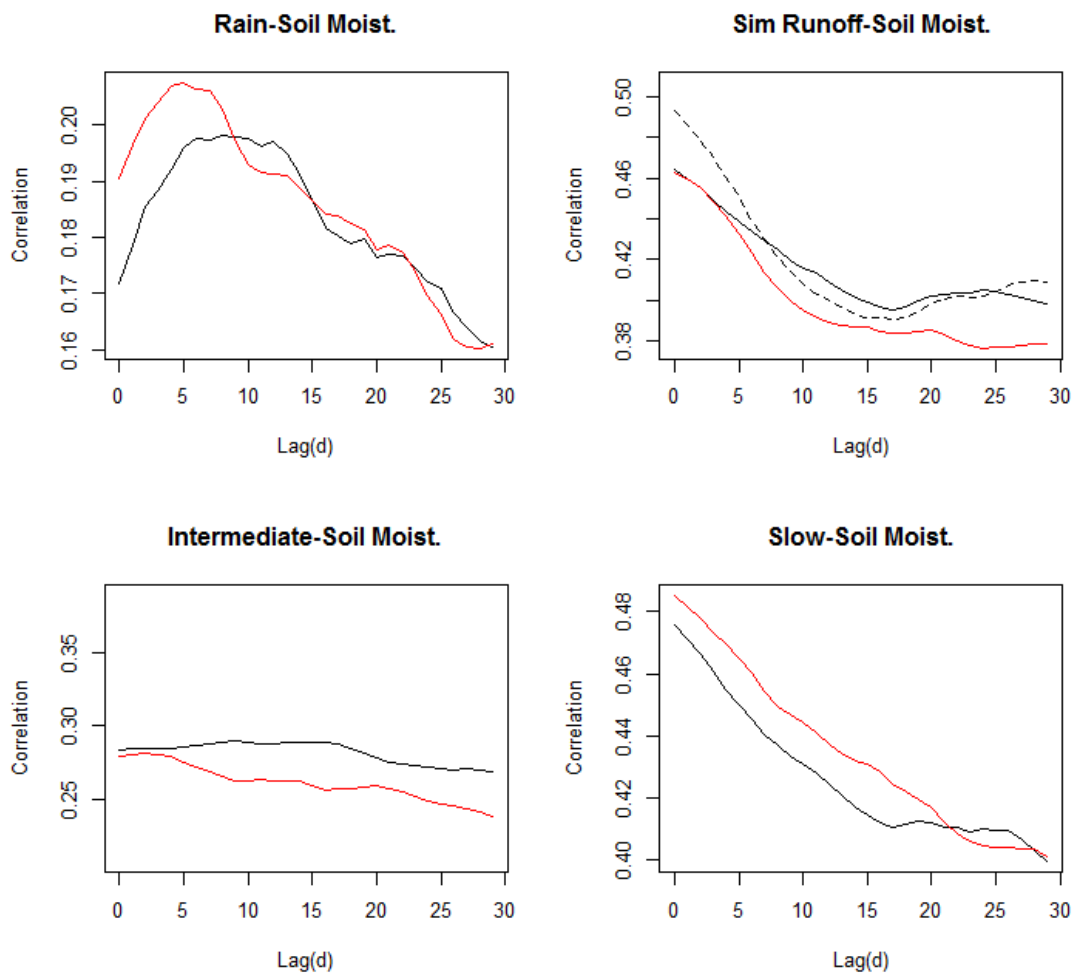 Rain-Soil Moist.
Correlation
0.20
0.19
0.18
0.17
0.16
0 5 10 15 20 25 30
Lag(d)
Sim Runoff-Soil Moist.
Correlation
0.50
0.46
0.42
0.38
0 5 10 15 20 25 30
Lag(d)
Intermediate-Soil Moist.
Correlation
0.35
0.30
0.25
0 5 10 15 20 25 30
Lag(d)
Slow-Soil Moist.
Correlation
0.48
0.46
0.44
0.42
0.40
0 5 10 15 20 25 30
Lag(d)